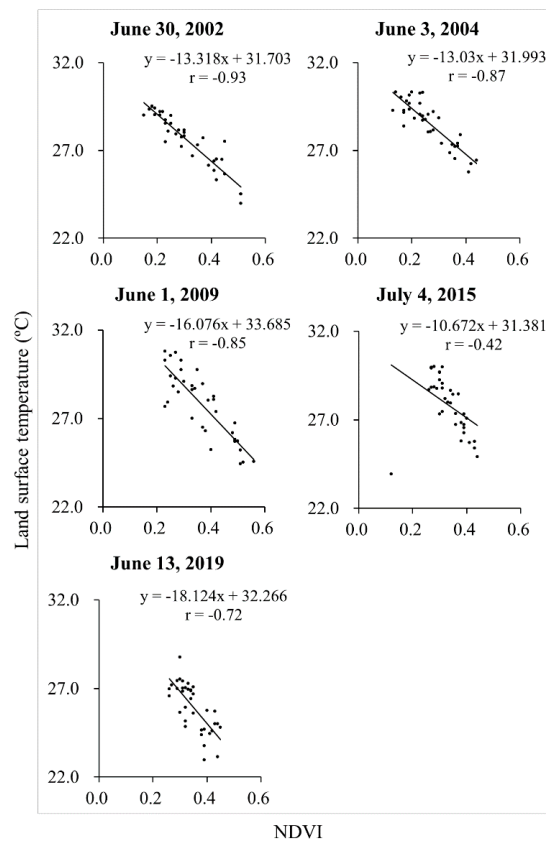 June 30, 2002
y = -13.318x + 31.703
r = -0.93
32.0
27.0
22.0
0.0 0.2 0.4 0.6
June 3, 2004
y = -13.03x + 31.993
r = -0.87
32.0
27.0
22.0
0.0 0.2 0.4 0.6
June 1, 2009
y = -16.076x + 33.685
r = -0.85
32.0
27.0
22.0
0.0 0.2 0.4 0.6
July 4, 2015
y = -10.672x + 31.381
r = -0.42
32.0
27.0
22.0
0.0 0.2 0.4 0.6
June 13, 2019
y = -18.124x + 32.266
r = -0.72
32.0
27.0
22.0
0.0 0.2 0.4 0.6
Land surface temperature (ºC)
NDVI